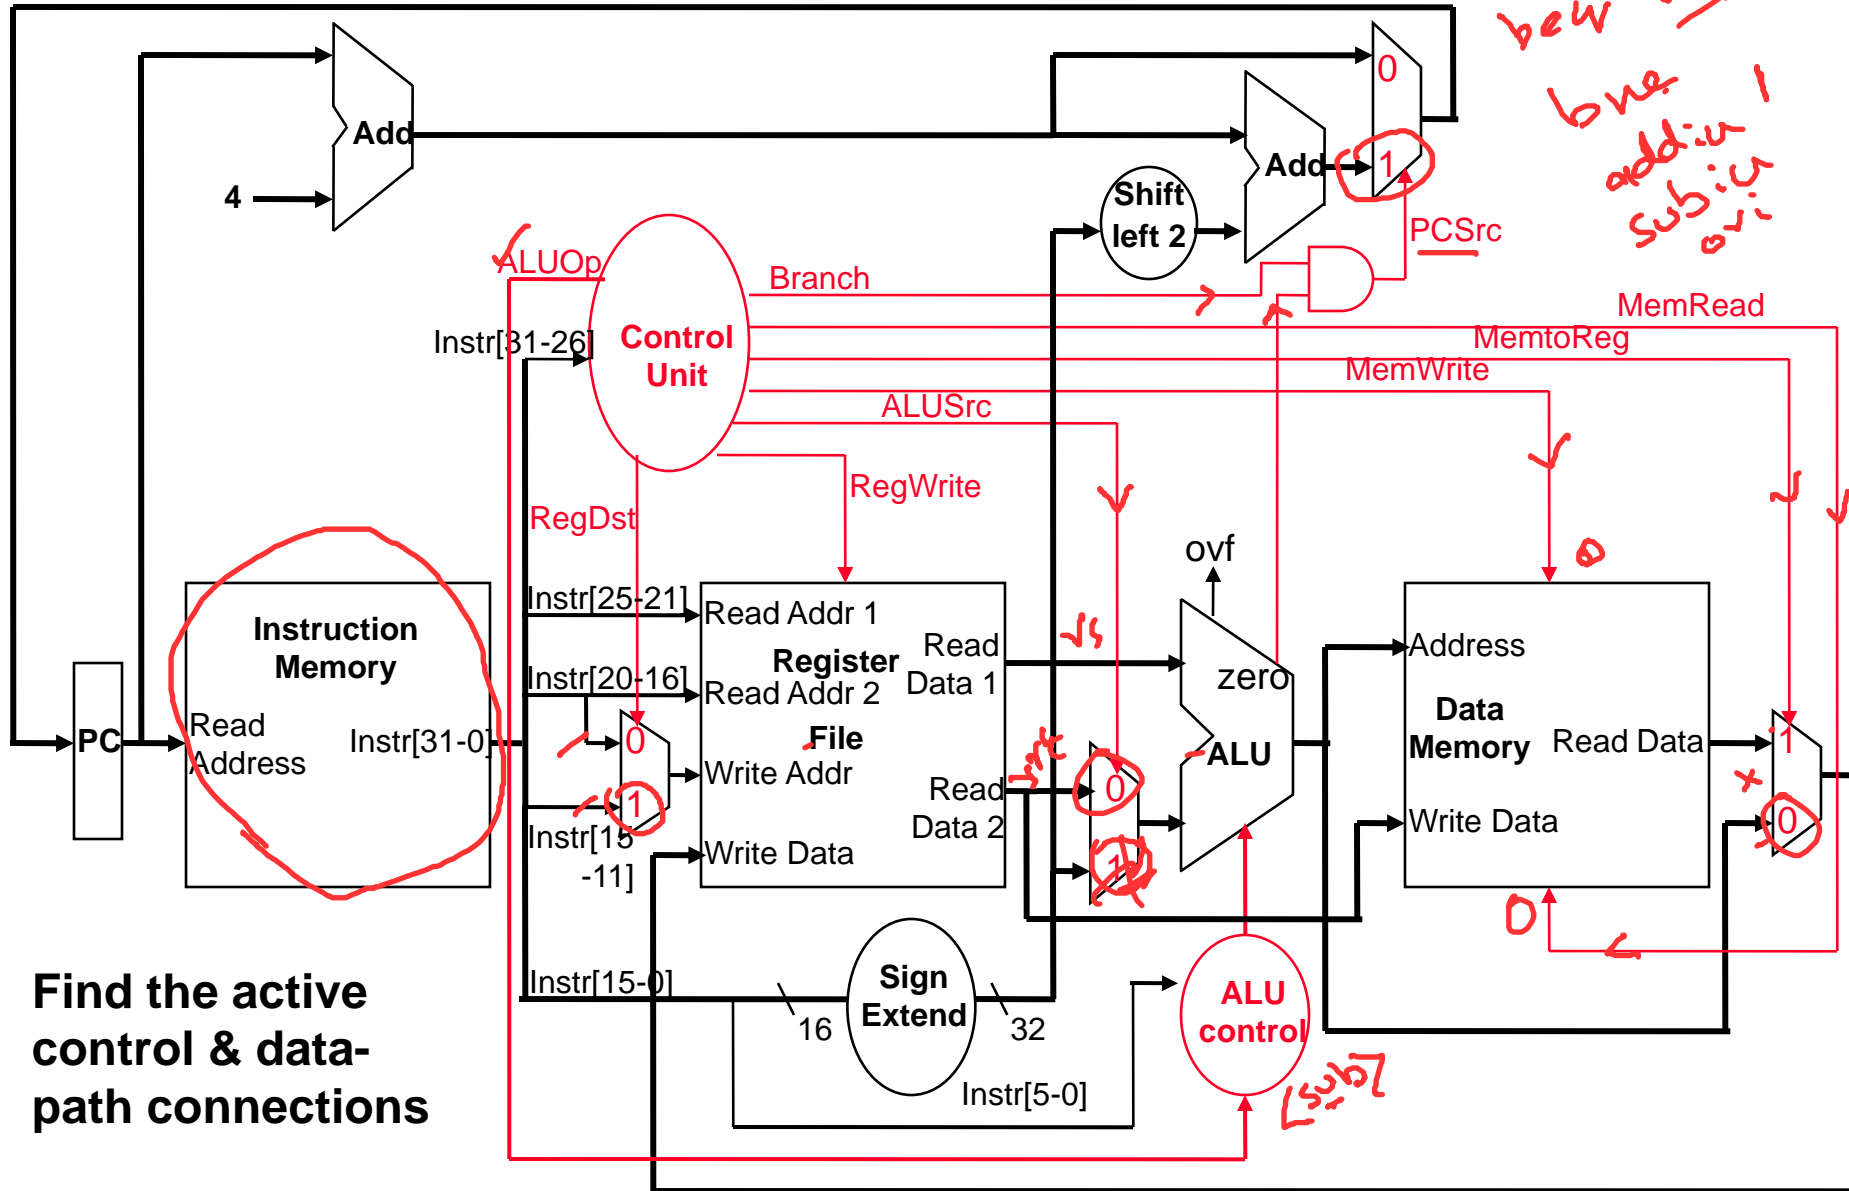 bew
bne 1
addiu
subiu
ori
0
Add
1
Add
4
Shift
left 2
PCSrc
ALUOp
Branch
MemRead
Instr[31-26]
Control
Unit
MemtoReg
MemWrite
ALUSrc
RegWrite
RegDst
ovf
0
Instr[25-21]
Read Addr 1
Instruction
Memory
Read
Data 1
rs
Register
File
zero
Address
Instr[20-16]
Read Addr 2
Data
Memory
PC
Read
Address
Instr[31-0]
0
Write Addr
ALU
Read Data
1
x
1
Read
Data 2
0
Write Data
0
Instr[15
-11]
Write Data
1
0
Find the active
control & data-
path connections
Instr[15-0]
16
Sign
Extend
32
ALU
control
Instr[5-0]
[sub]